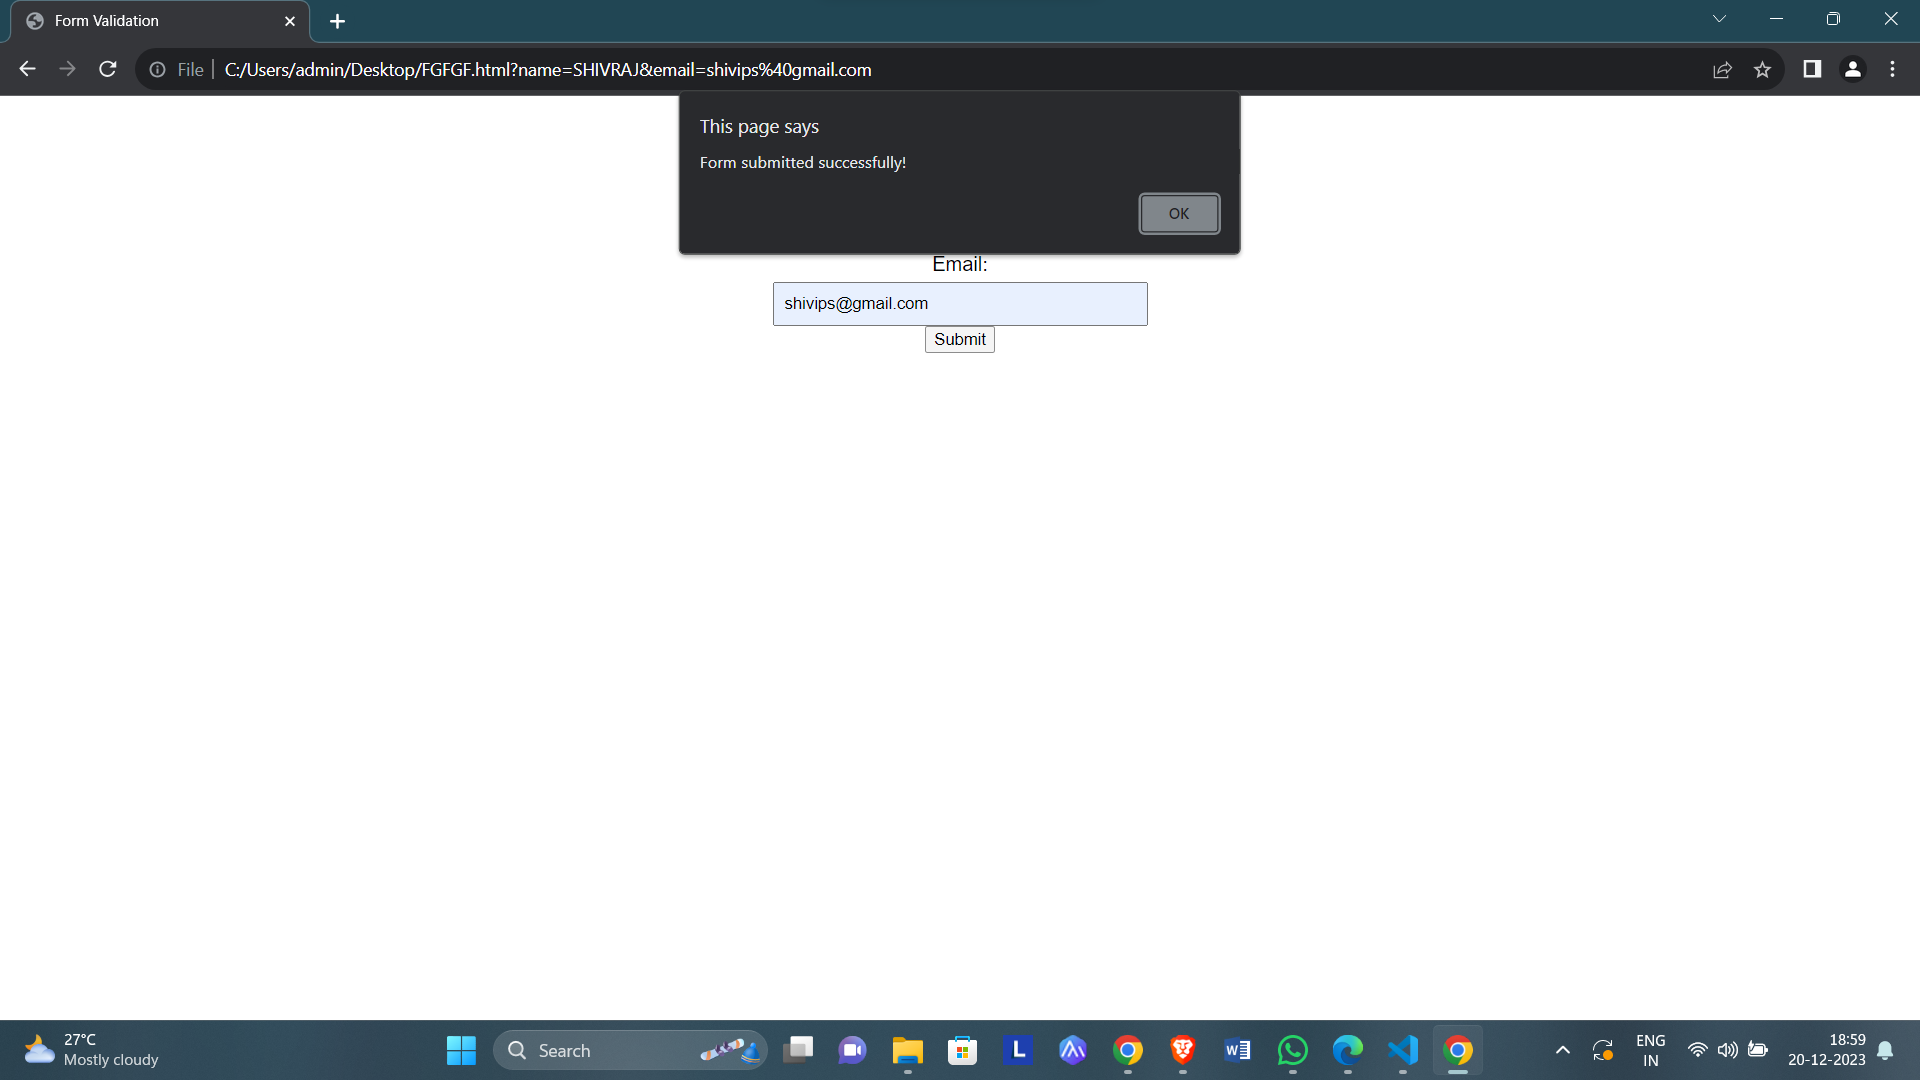 Form Validation
File
C:/Users/admin/Desktop/FGFGF.html?name=SHIVRAJ&email=shivips%40gmail.com
This page says
Form submitted successfully!
OK
Email:
shivips@gmail.com
Submit
27°C
Mostly cloudy
Search
L
W
ENG
IN
18:59
20-12-2023